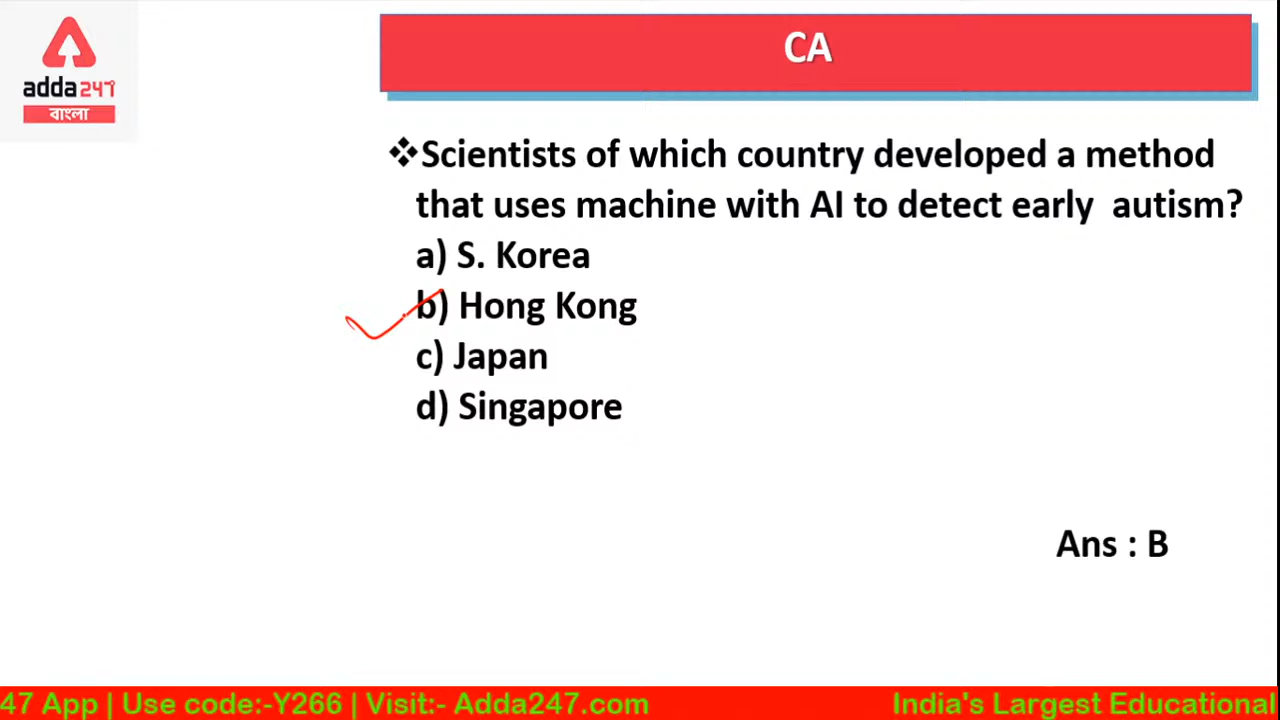 CA
adda247
বাংলা
❖Scientists of which country developed a method
that uses machine with AI to detect early autism?
a) S. Korea
b) Hong Kong
c) Japan
d) Singapore
Ans : B
47 App | Use code:-Y266 | Visit:- Adda247.com
India's Largest Educational